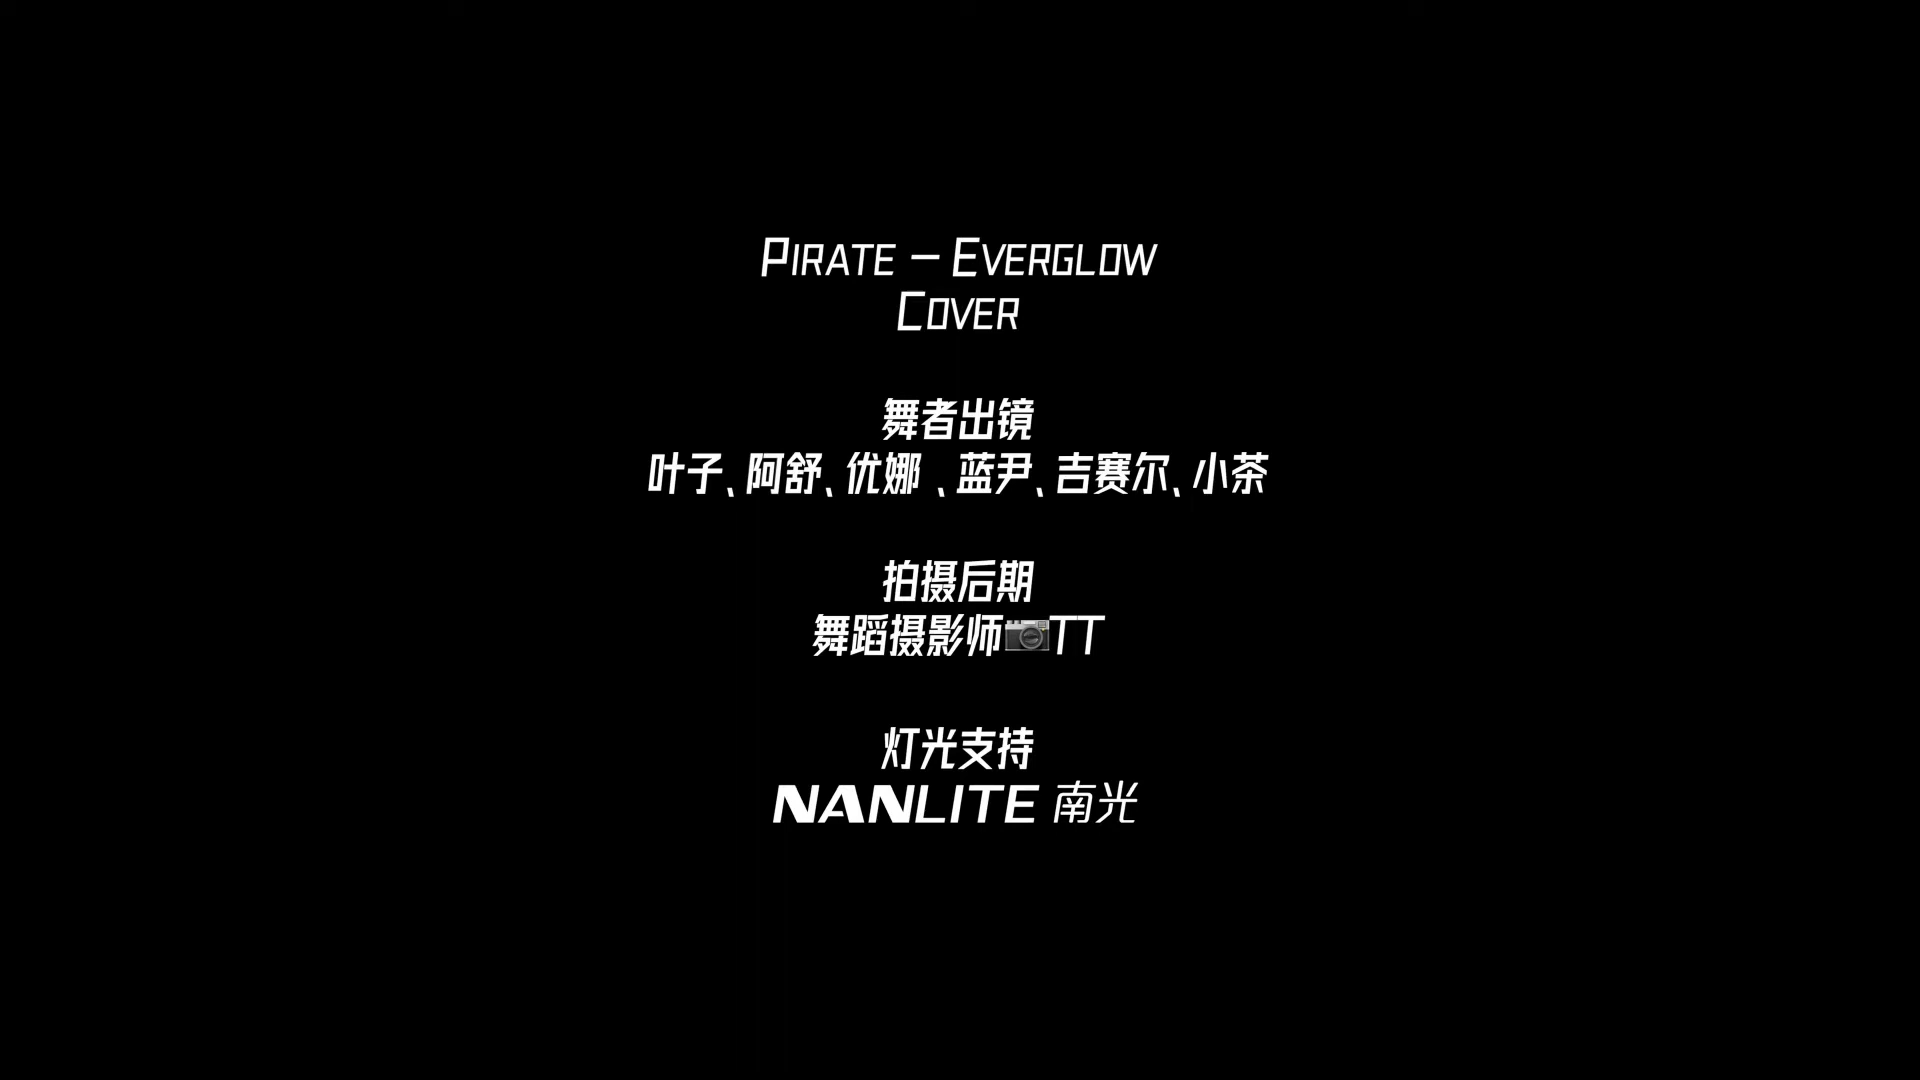 Pirate – Everglow
Cover
舞者出镜
叶子、阿舒、优娜 、蓝尹、吉赛尔、小茶
拍摄后期
舞蹈摄影师📷TT
灯光支持
NANLITE 南光